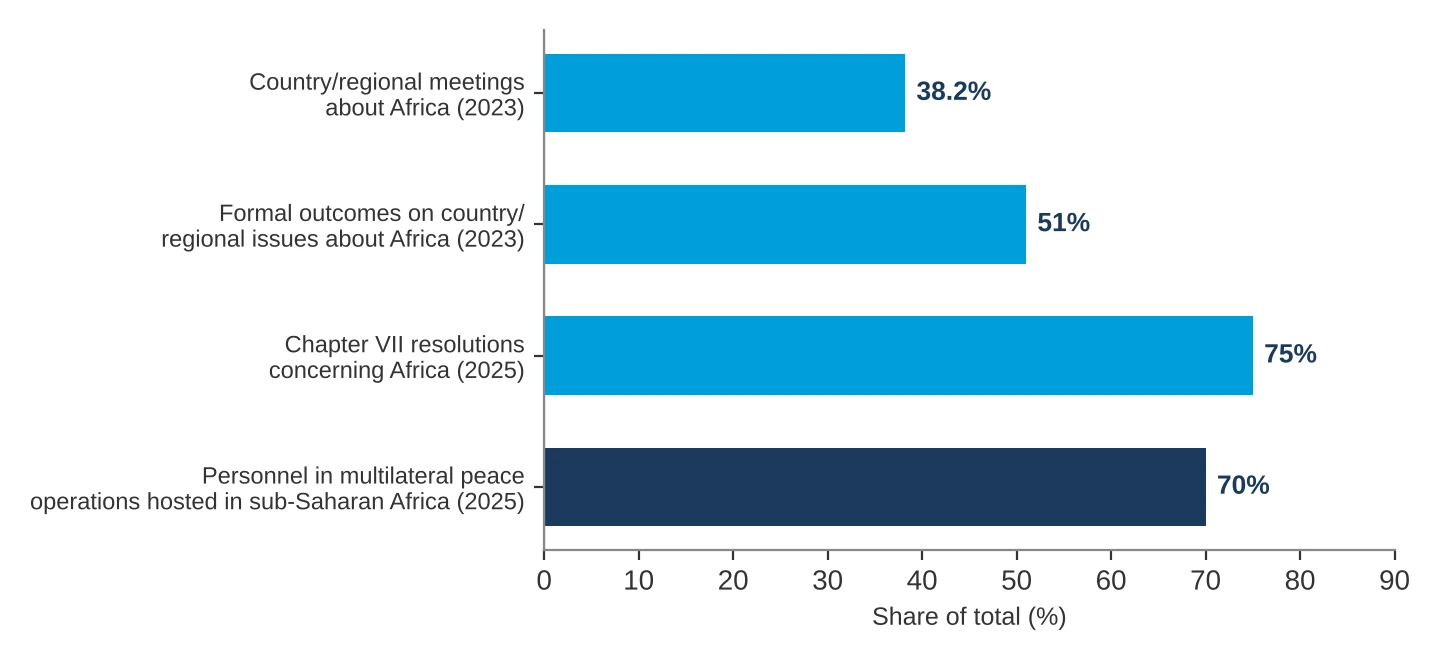 Country/regional meetings
about Africa (2023)
38.2%
Formal outcomes on country/
regional issues about Africa (2023)
51%
Chapter VII resolutions
concerning Africa (2025)
75%
Personnel in multilateral peace
operations hosted in sub-Saharan Africa (2025)
70%
0 10 20 30 40 50 60 70 80 90
Share of total (%)